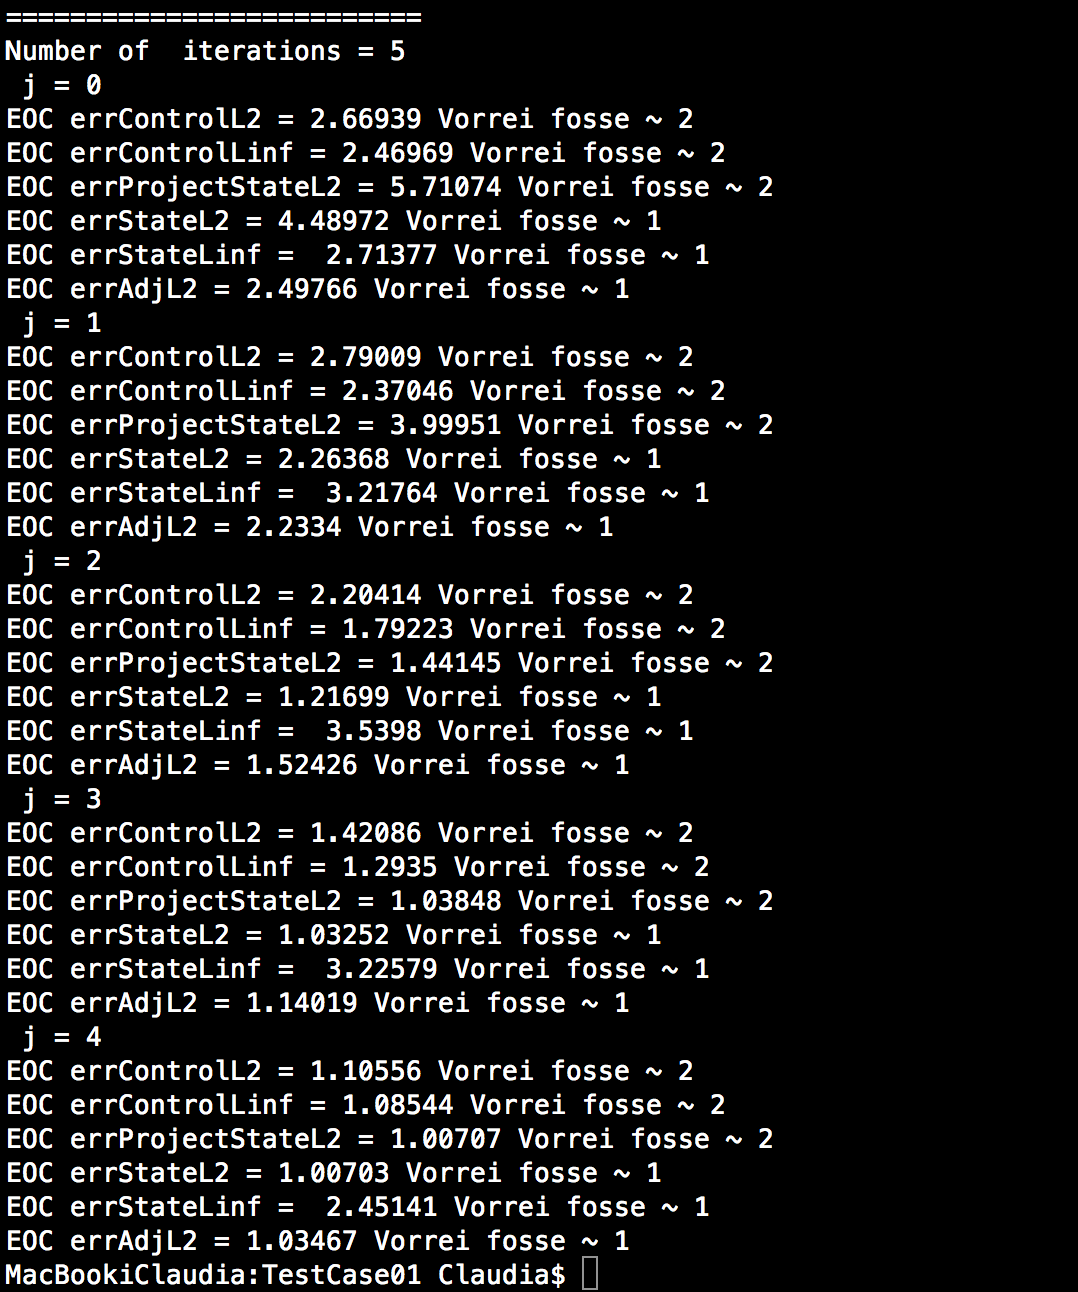 ==========================
Number of  iterations = 5
 j = 0
EOC errControlL2 = 2.66939 Vorrei fosse ~ 2
EOC errControlLinf = 2.46969 Vorrei fosse ~ 2
EOC errProjectStateL2 = 5.71074 Vorrei fosse ~ 2
EOC errStateL2 = 4.48972 Vorrei fosse ~ 1
EOC errStateLinf =  2.71377 Vorrei fosse ~ 1
EOC errAdjL2 = 2.49766 Vorrei fosse ~ 1
 j = 1
EOC errControlL2 = 2.79009 Vorrei fosse ~ 2
EOC errControlLinf = 2.37046 Vorrei fosse ~ 2
EOC errProjectStateL2 = 3.99951 Vorrei fosse ~ 2
EOC errStateL2 = 2.26368 Vorrei fosse ~ 1
EOC errStateLinf =  3.21764 Vorrei fosse ~ 1
EOC errAdjL2 = 2.2334 Vorrei fosse ~ 1
 j = 2
EOC errControlL2 = 2.20414 Vorrei fosse ~ 2
EOC errControlLinf = 1.79223 Vorrei fosse ~ 2
EOC errProjectStateL2 = 1.44145 Vorrei fosse ~ 2
EOC errStateL2 = 1.21699 Vorrei fosse ~ 1
EOC errStateLinf =  3.5398 Vorrei fosse ~ 1
EOC errAdjL2 = 1.52426 Vorrei fosse ~ 1
 j = 3
EOC errControlL2 = 1.42086 Vorrei fosse ~ 2
EOC errControlLinf = 1.2935 Vorrei fosse ~ 2
EOC errProjectStateL2 = 1.03848 Vorrei fosse ~ 2
EOC errStateL2 = 1.03252 Vorrei fosse ~ 1
EOC errStateLinf =  3.22579 Vorrei fosse ~ 1
EOC errAdjL2 = 1.14019 Vorrei fosse ~ 1
 j = 4
EOC errControlL2 = 1.10556 Vorrei fosse ~ 2
EOC errControlLinf = 1.08544 Vorrei fosse ~ 2
EOC errProjectStateL2 = 1.00707 Vorrei fosse ~ 2
EOC errStateL2 = 1.00703 Vorrei fosse ~ 1
EOC errStateLinf =  2.45141 Vorrei fosse ~ 1
EOC errAdjL2 = 1.03467 Vorrei fosse ~ 1
MacBookiClaudia:TestCase01 Claudia$